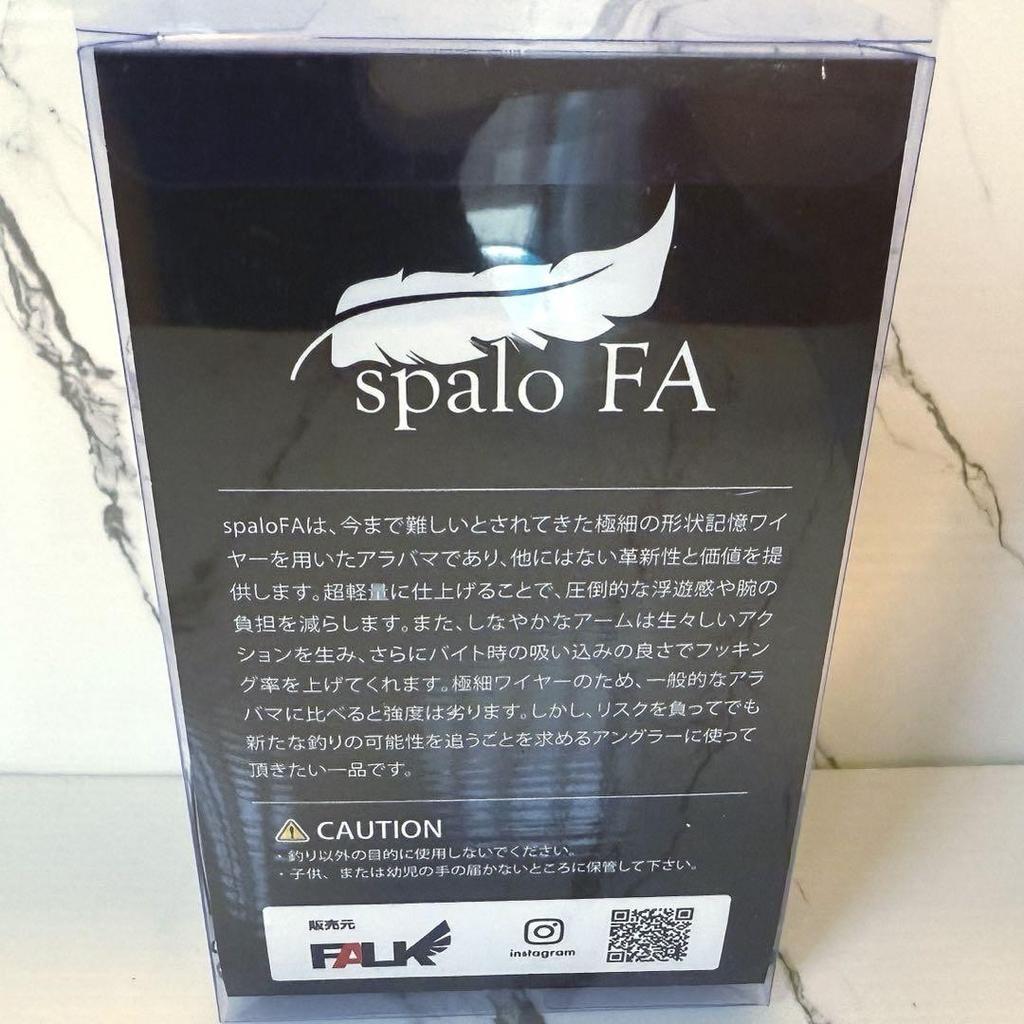 spalo FA
spaloFAは、今まで難しいとされてきた極細の形状記憶ワイ
ヤーを用いたアラバマであり、他にはない革新性と価値を提
供します。超軽量に仕上げることで、圧倒的な浮遊感や腕の
負担を減らします。また、しなやかなアームは生々しいアク
ションを生み、さらにバイト時の吸い込みの良さでフッキン
グ率を上げてくれます。極細ワイヤーのため、一般的なアラ
バマに比べると強度は劣ります。しかし、リスクを負ってでも
新たな釣りの可能性を追うごとを求めるアングラーに使って
頂きたい一品です。
CAUTION
・釣り以外の目的に使用しないでください。
・子供、または幼児の手の届かないところに保管して下さい。
販売元
FALK
instagram